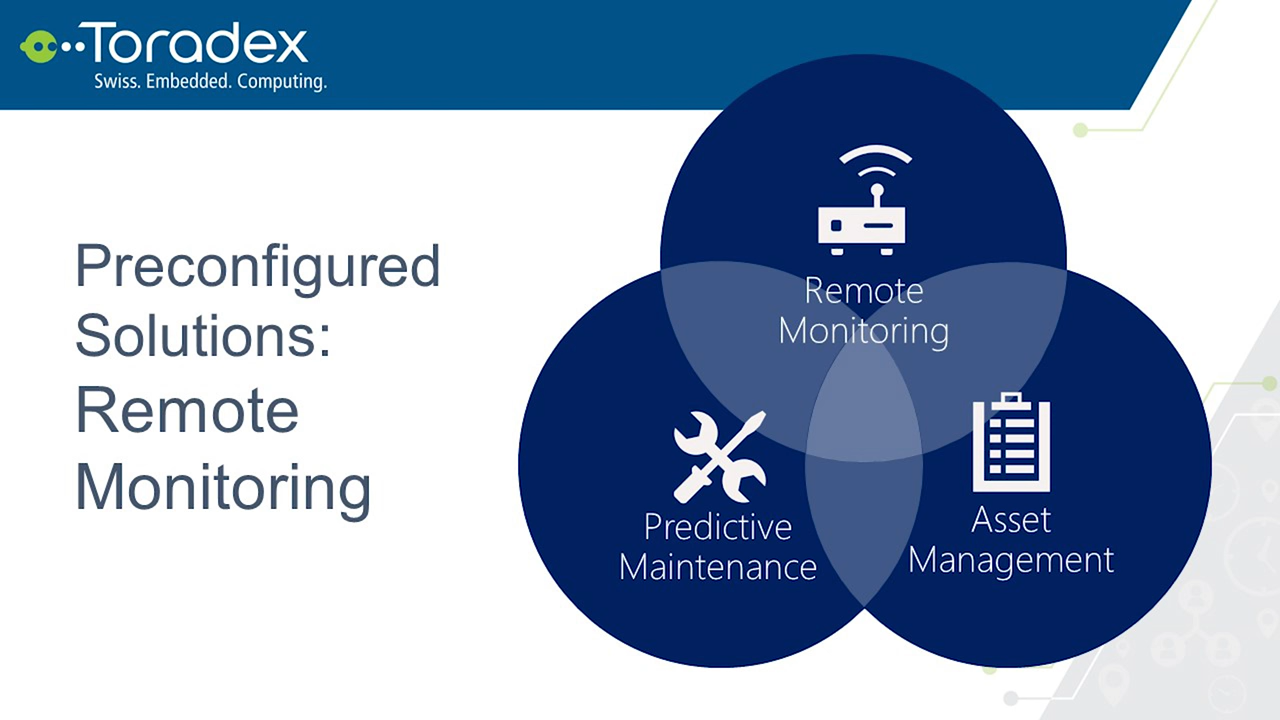 Toradex
Swiss. Embedded. Computing.
Preconfigured
Solutions:
Remote
Monitoring
Remote
Monitoring
Predictive
Maintenance
Asset
Management